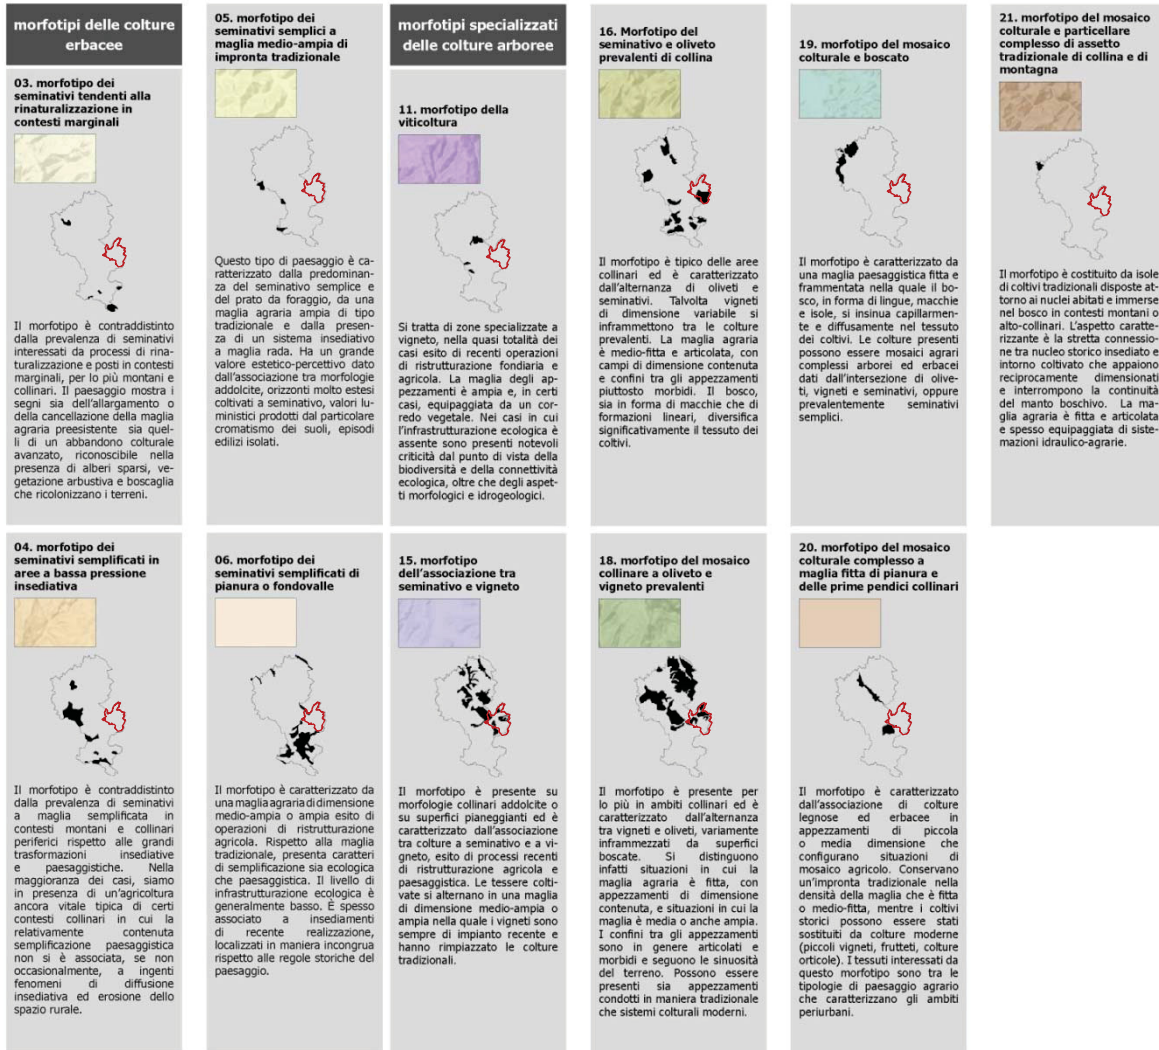 morfotipi delle colture
erbacee
03. morfotipo dei
seminativi tendenti alla
rinaturalizzazione in
contesti marginali
Il morfotipo è contraddistinto
dalla prevalenza di seminativi
interessati da processi di rina-
turalizzazione e posti in contesti
marginali, per lo più montani e
collinari. Il paesaggio mostra i
segni sia dell'allargamento o
della cancellazione della maglia
agraria preesistente sia quel-
li di un abbandono colturale
avanzato, riconoscibile nella
presenza di alberi sparsi, ve-
getazione arbustiva e boscaglia
che ricolonizzano i terreni.
05. morfotipo dei
seminativi semplici a
maglia medio-ampia di
impronta tradizionale
Questo tipo di paesaggio è ca-
ratterizzato dalla predominan-
za del seminativo semplice e
del prato da foraggio, da una
maglia agraria ampia di tipo
tradizionale e dalla presen-
za di un sistema insediativo
a maglia rada. Ha un grande
valore estetico-percettivo dato
dall'associazione tra morfologie
addolcite, orizzonti molto estesi
coltivati a seminativo, valori lu-
ministici prodotti dal particolare
cromatismo dei suoli, episodi
edilizi isolati.
morfotipi specializzati
delle colture arboree
11. morfotipo della
viticoltura
Si tratta di zone specializzate a
vigneto, nella quasi totalità dei
casi esito di recenti operazioni
di ristrutturazione fondiaria e
agricola. La maglia degli ap-
pezzamenti è ampia e, in certi
casi, equipaggiata da un cor-
redo vegetale. Nei casi in cui
l'infrastrutturazione ecologica è
assente sono presenti notevoli
criticità dal punto di vista della
biodiversità e della connettività
ecologica, oltre che degli aspet-
ti morfologici e idrogeologici.
16. Morfotipo del
seminativo e oliveto
prevalenti di collina
Il morfotipo è tipico delle aree
collinari ed è caratterizzato
dall'alternanza di oliveti e
seminativi. Talvolta vigneti
di dimensione variabile si
inframmettono tra le colture
prevalenti. La maglia agraria
è medio-fitta e articolata, con
campi di dimensione contenuta
e confini tra gli appezzamenti
piuttosto morbidi. Il bosco,
sia in forma di macchie che di
formazioni lineari, diversifica
significativamente il tessuto dei
coltivi.
19. morfotipo del mosaico
colturale e boscato
Il morfotipo è caratterizzato da
una maglia paesaggistica fitta e
frammentata nella quale il bo-
sco, in forma di lingue, macchie
e isole, si insinua capillarmen-
te e diffusamente nel tessuto
dei coltivi. Le colture presenti
possono essere mosaici agrari
complessi arborei ed erbacei
dati dall'intersezione di olive-
ti, vigneti e seminativi, oppure
prevalentemente seminativi
semplici.
21. morfotipo del mosaico
colturale e particellare
complesso di assetto
tradizionale di collina e di
montagna
Il morfotipo è costituito da isole
di coltivi tradizionali disposte at-
torno ai nuclei abitati e immerse
nel bosco in contesti montani o
alto-collinari. L'aspetto caratte-
rizzante è la stretta connessio-
ne tra nucleo storico insediato e
intorno coltivato che appaiono
reciprocamente dimensionati
e interrompono la continuità
del manto boschivo. La ma-
glia agraria è fitta e articolata
e spesso equipaggiata di siste-
mazioni idraulico-agrarie.
04. morfotipo dei
seminativi semplificati in
aree a bassa pressione
insediativa
Il morfotipo è contraddistinto
dalla prevalenza di seminativi
a maglia semplificata in
contesti montani e collinari
periferici rispetto alle grandi
trasformazioni insediative
e paesaggistiche. Nella
maggioranza dei casi, siamo
in presenza di un'agricoltura
ancora vitale tipica di certi
contesti collinari in cui la
relativamente contenuta
semplificazione paesaggistica
non si è associata, se non
occasionalmente, a ingenti
fenomeni di diffusione
insediativa ed erosione dello
spazio rurale.
06. morfotipo dei
seminativi semplificati di
pianura o fondovalle
Il morfotipo è caratterizzato da
una maglia agraria di dimensione
medio-ampia o ampia esito di
operazioni di ristrutturazione
agricola. Rispetto alla maglia
tradizionale, presenta caratteri
di semplificazione sia ecologica
che paesaggistica. Il livello di
infrastrutturazione ecologica è
generalmente basso. È spesso
associato a insediamenti
di recente realizzazione,
localizzati in maniera incongrua
rispetto alle regole storiche del
paesaggio.
15. morfotipo
dell'associazione tra
seminativo e vigneto
Il morfotipo è presente su
morfologie collinari addolcite o
su superfici pianeggianti ed è
caratterizzato dall'associazione
tra colture a seminativo e a vi-
gneto, esito di processi recenti
di ristrutturazione agricola e
paesaggistica. Le tessere colti-
vate si alternano in una maglia
di dimensione medio-ampia o
ampia nella quale i vigneti sono
sempre di impianto recente e
hanno rimpiazzato le colture
tradizionali.
18. morfotipo del mosaico
collinare a oliveto e
vigneto prevalenti
Il morfotipo è presente per
lo più in ambiti collinari ed è
caratterizzato dall'alternanza
tra vigneti e oliveti, variamente
inframmezzati da superfici
boscate. Si distinguono
infatti situazioni in cui la
maglia agraria è fitta, con
appezzamenti di dimensione
contenuta, e situazioni in cui la
maglia è media o anche ampia.
I confini tra gli appezzamenti
sono in genere articolati e
morbidi e seguono le sinuosità
del terreno. Possono essere
presenti sia appezzamenti
condotti in maniera tradizionale
che sistemi colturali moderni.
20. morfotipo del mosaico
colturale complesso a
maglia fitta di pianura e
delle prime pendici collinari
Il morfotipo è caratterizzato
dall'associazione di colture
legnose ed erbacee in
appezzamenti di piccola
o media dimensione che
configurano situazioni di
mosaico agricolo. Conservano
un'impronta tradizionale nella
densità della maglia che è fitta
o medio-fitta, mentre i coltivi
storici possono essere stati
sostituiti da colture moderne
(piccoli vigneti, frutteti, colture
orticole). I tessuti interessati da
questo morfotipo sono tra le
tipologie di paesaggio agrario
che caratterizzano gli ambiti
periurbani.